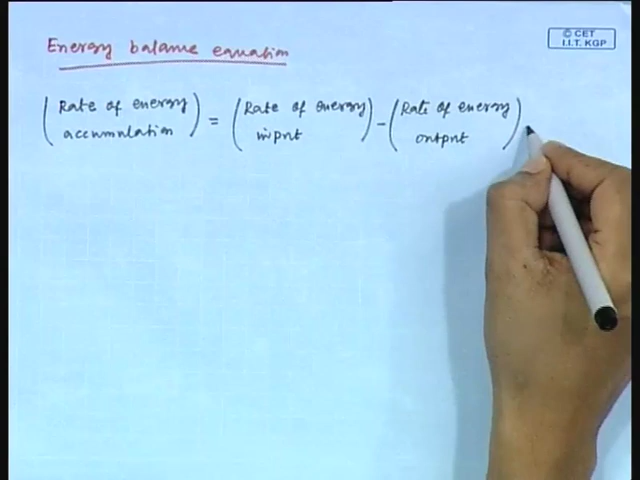 © CET
I.I.T. KGP
Energy balance equation
(Rate of energy accumulation) = (Rate of energy input) - (Rate of energy output)